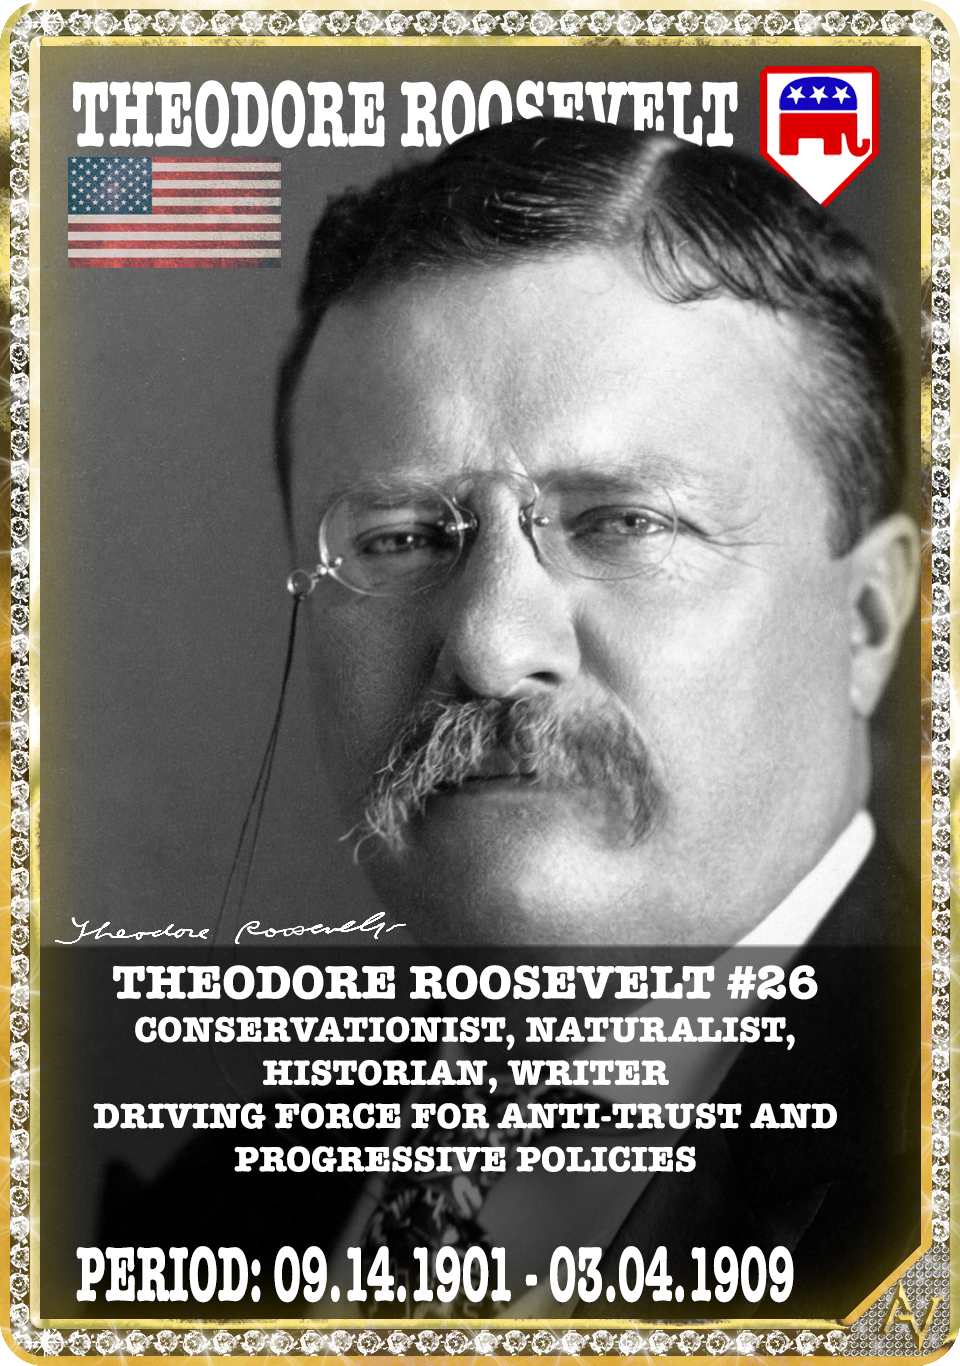 THEODORE ROOSEVELT
Theodore Roosevelt
THEODORE ROOSEVELT #26
CONSERVATIONIST, NATURALIST,
HISTORIAN, WRITER
DRIVING FORCE FOR ANTI-TRUST AND
PROGRESSIVE POLICIES
PERIOD: 09.14.1901 - 03.04.1909